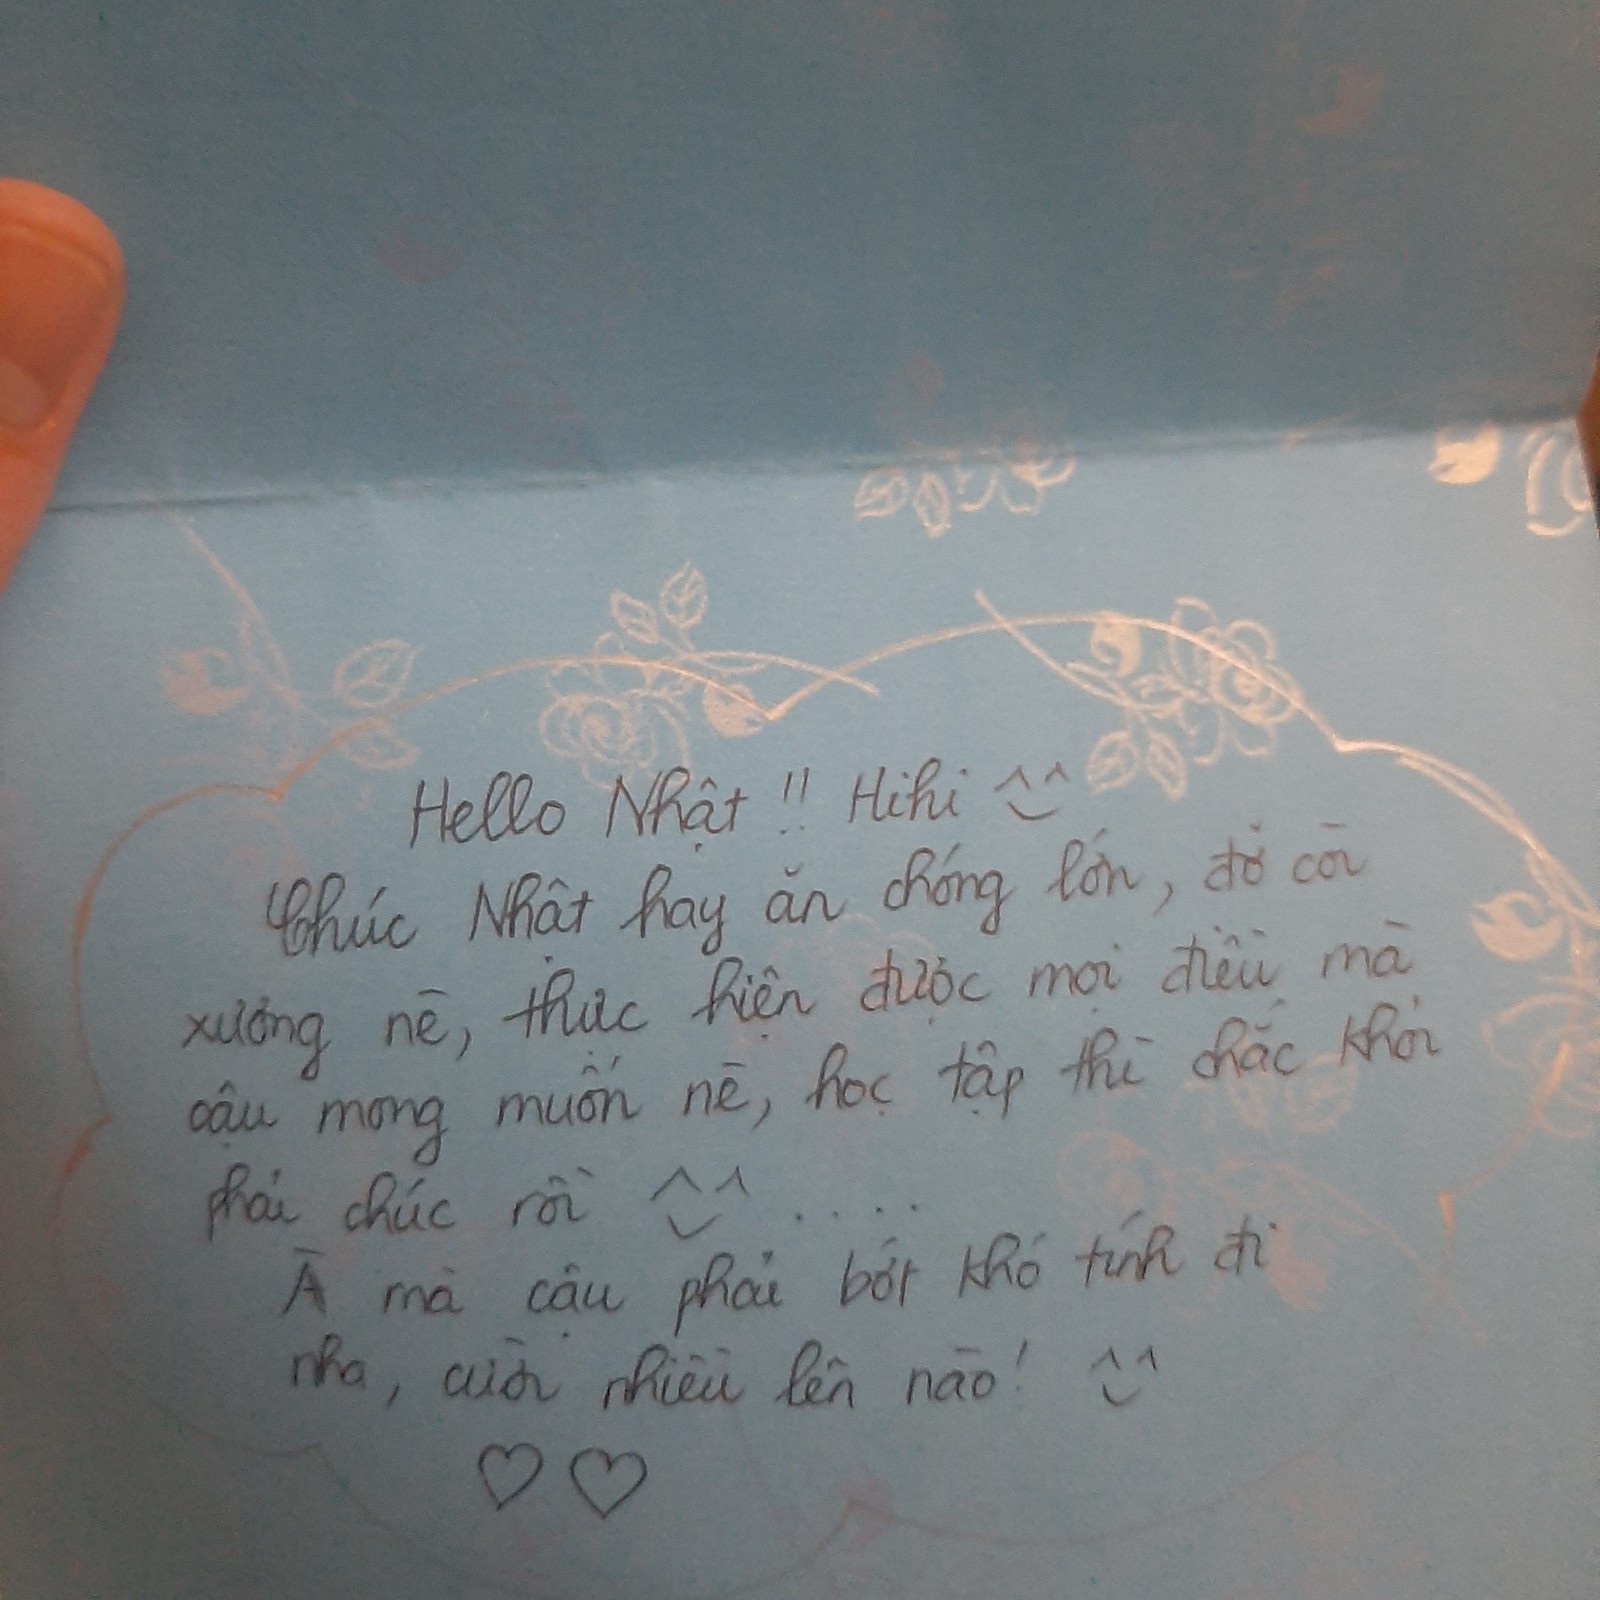 Hello Nhật !! Hihi ^^
Chúc Nhật hay ăn chóng lớn, đỡ còi
xương nè, thực hiện được mọi điều mà
cậu mong muốn nè, học tập thì chắc khỏi
phải chúc rồi ^^ ....
À mà cậu phải bớt khó tính đi
nha, cười nhiều lên nào! ^^
♡ ♡